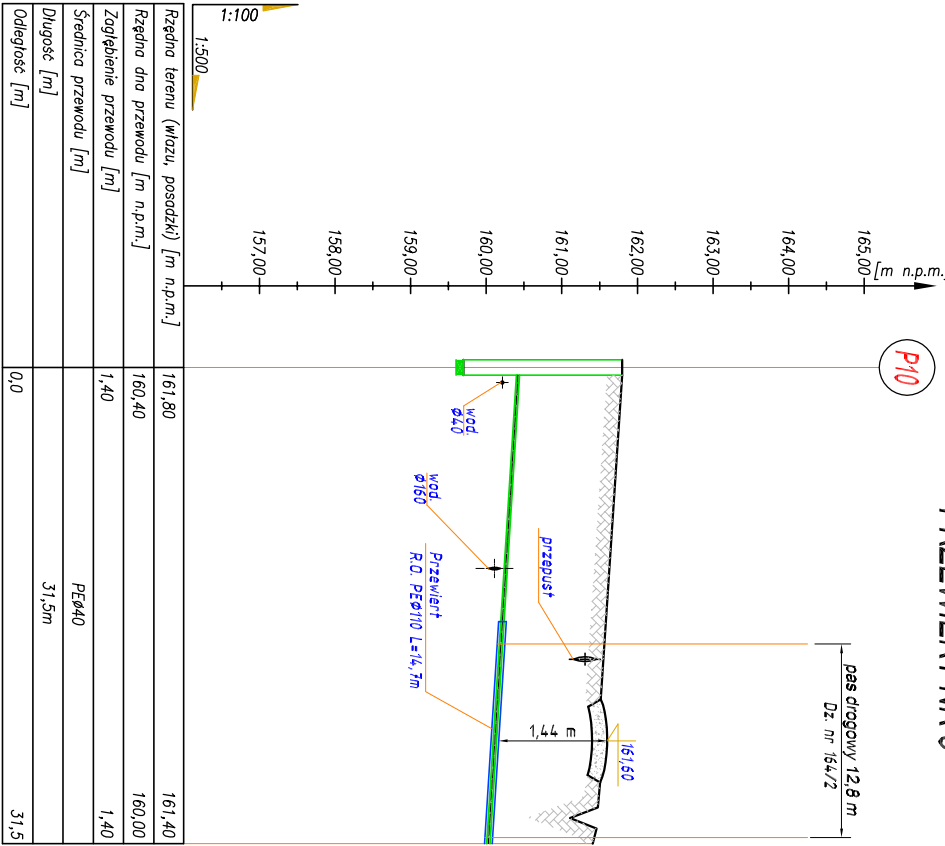 P10
[m n.p.m.]
165,00
164,00
163,00
162,00
161,00
160,00
159,00
158,00
157,00
1:100
1:500
pas drogowy 12,8 m
Dz. nr 164/2
161,60
1,44 m
przepust
wod.
ø40
wod.
ø160
Przewiert
R.O. PEø110 L=14,7m
Rzędna terenu (włazu, posadzki) [m n.p.m.]
161,80
161,40
Rzędna dna przewodu [m n.p.m.]
160,40
160,00
Zagłębienie przewodu [m]
1,40
1,40
Średnica przewodu [m]
PEø40
Długość [m]
31,5m
Odległość [m]
0,0
31,5